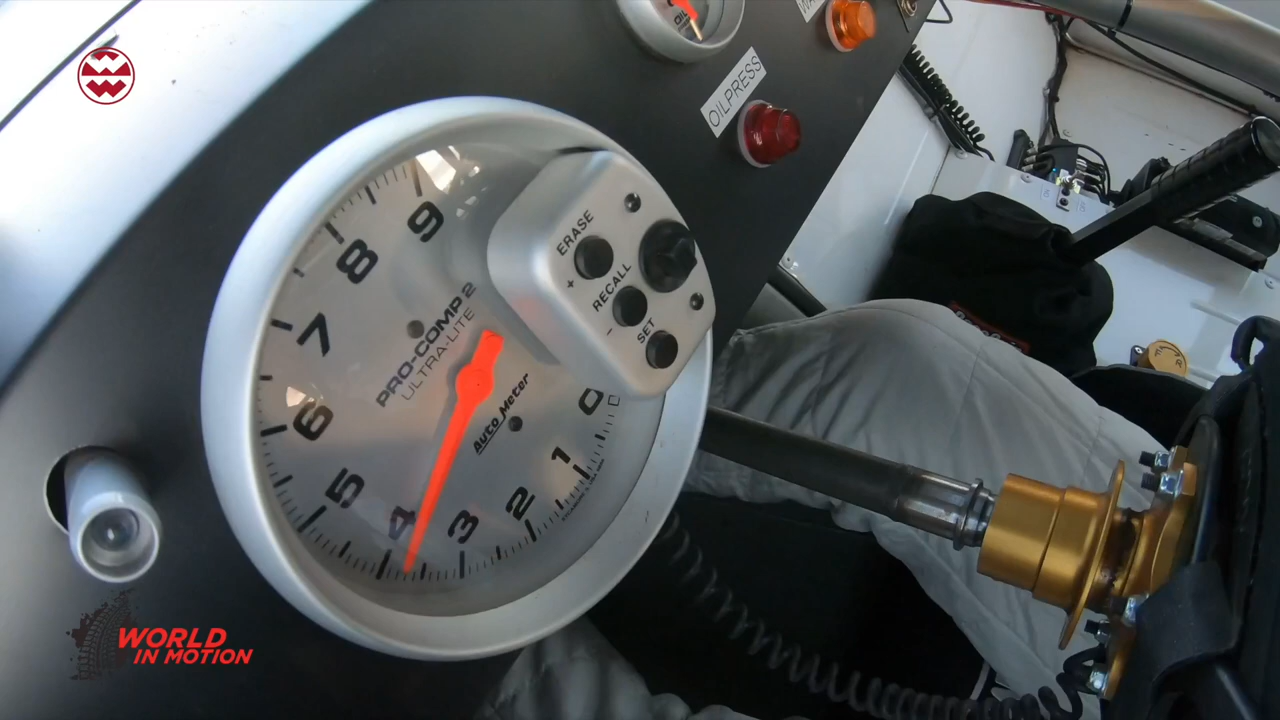 OIL
OILPRESS
9
8
7
6
5
4
3
2
1
0
PRO-COMP 2
ULTRA-LITE
Auto Meter
ERASE
+
RECALL
-
SET
WORLD
IN MOTION